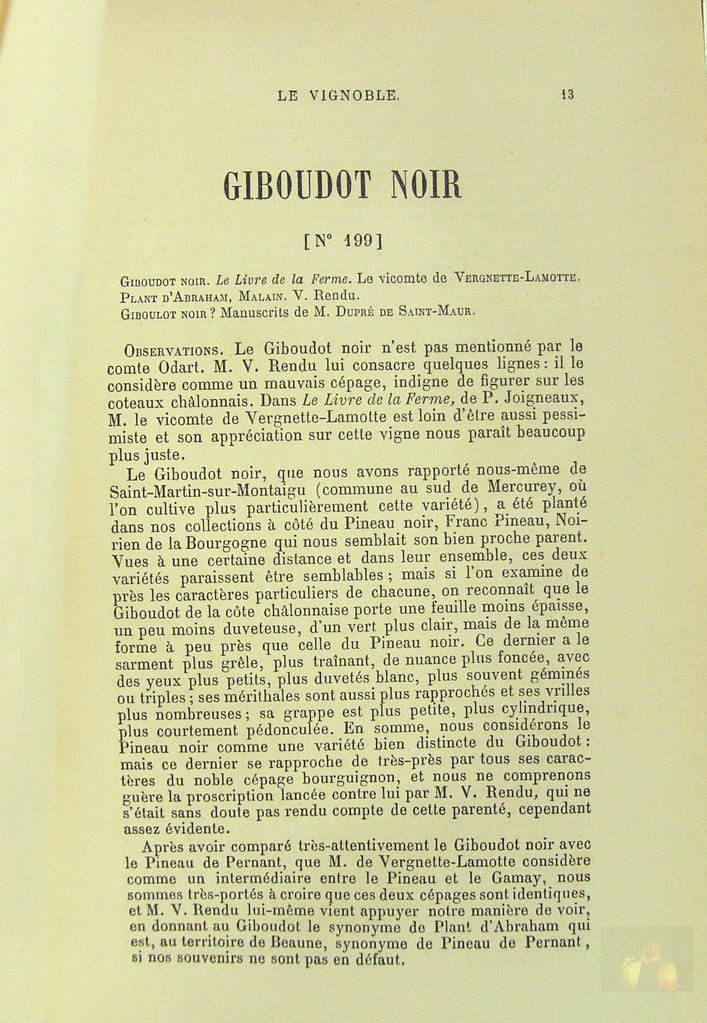 LE VIGNOBLE. 13
GIBOUDOT NOIR
[N° 199]
GIBOUDOT NOIR. Le Livre de la Ferme. Le vicomte de VERGNETTE-LAMOTTE.
PLANT D'ABRAHAM, MALAIN. V. Rendu.
GIBOULOT NOIR? Manuscrits de M. DUPRÉ DE SAINT-MAUR.
OBSERVATIONS. Le Giboudot noir n'est pas mentionné par le
comte Odart. M. V. Rendu lui consacre quelques lignes: il le
considère comme un mauvais cépage, indigne de figurer sur les
coteaux châlonnais. Dans Le Livre de la Ferme, de P. Joigneaux,
M. le vicomte de Vergnette-Lamotte est loin d'être aussi pessi-
miste et son appréciation sur cette vigne nous paraît beaucoup
plus juste.
Le Giboudot noir, que nous avons rapporté nous-même de
Saint-Martin-sur-Montaigu (commune au sud de Mercurey, où
l'on cultive plus particulièrement cette variété), a été planté
dans nos collections à côté du Pineau noir, Franc Pineau, Noi-
rien de la Bourgogne qui nous semblait son bien proche parent.
Vues à une certaine distance et dans leur ensemble, ces deux
variétés paraissent être semblables; mais si l'on examine de
près les caractères particuliers de chacune, on reconnaît que le
Giboudot de la côte châlonnaise porte une feuille moins épaisse,
un peu moins duveteuse, d'un vert plus clair, mais de la même
forme à peu près que celle du Pineau noir. Ce dernier a le
sarment plus grêle, plus traînant, de nuance plus foncée, avec
des yeux plus petits, plus duvetés blanc, plus souvent géminés
ou triples; ses mérithales sont aussi plus rapprochés et ses vrilles
plus nombreuses; sa grappe est plus petite, plus cylindrique,
plus courtement pédonculée. En somme, nous considérons le
Pineau noir comme une variété bien distincte du Giboudot:
mais ce dernier se rapproche de très-près par tous ses carac-
tères du noble cépage bourguignon, et nous ne comprenons
guère la proscription lancée contre lui par M. V. Rendu, qui ne
s'était sans doute pas rendu compte de cette parenté, cependant
assez évidente.
Après avoir comparé très-attentivement le Giboudot noir avec
le Pineau de Pernant, que M. de Vergnette-Lamotte considère
comme un intermédiaire entre le Pineau et le Gamay, nous
sommes très-portés à croire que ces deux cépages sont identiques,
et M. V. Rendu lui-même vient appuyer notre manière de voir,
en donnant au Giboudot le synonyme de Plant d'Abraham qui
est, au territoire de Beaune, synonyme de Pineau de Pernant,
si nos souvenirs ne sont pas en défaut.